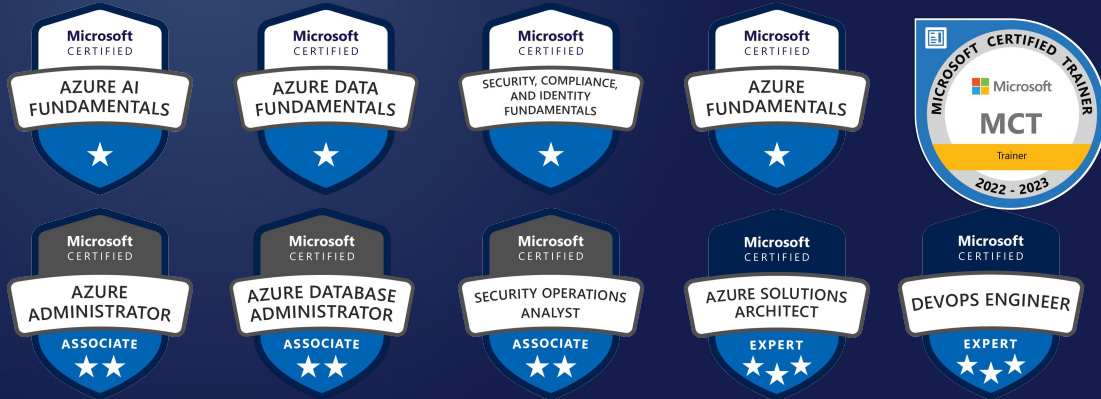 Microsoft
CERTIFIED
AZURE AI
FUNDAMENTALS
Microsoft
CERTIFIED
AZURE DATA
FUNDAMENTALS
Microsoft
CERTIFIED
SECURITY, COMPLIANCE,
AND IDENTITY
FUNDAMENTALS
Microsoft
CERTIFIED
AZURE
FUNDAMENTALS
MICROSOFT CERTIFIED TRAINER
Microsoft
MCT
Trainer
2022 - 2023
Microsoft
CERTIFIED
AZURE
ADMINISTRATOR
ASSOCIATE
Microsoft
CERTIFIED
AZURE DATABASE
ADMINISTRATOR
ASSOCIATE
Microsoft
CERTIFIED
SECURITY OPERATIONS
ANALYST
ASSOCIATE
Microsoft
CERTIFIED
AZURE SOLUTIONS
ARCHITECT
EXPERT
Microsoft
CERTIFIED
DEVOPS ENGINEER
EXPERT